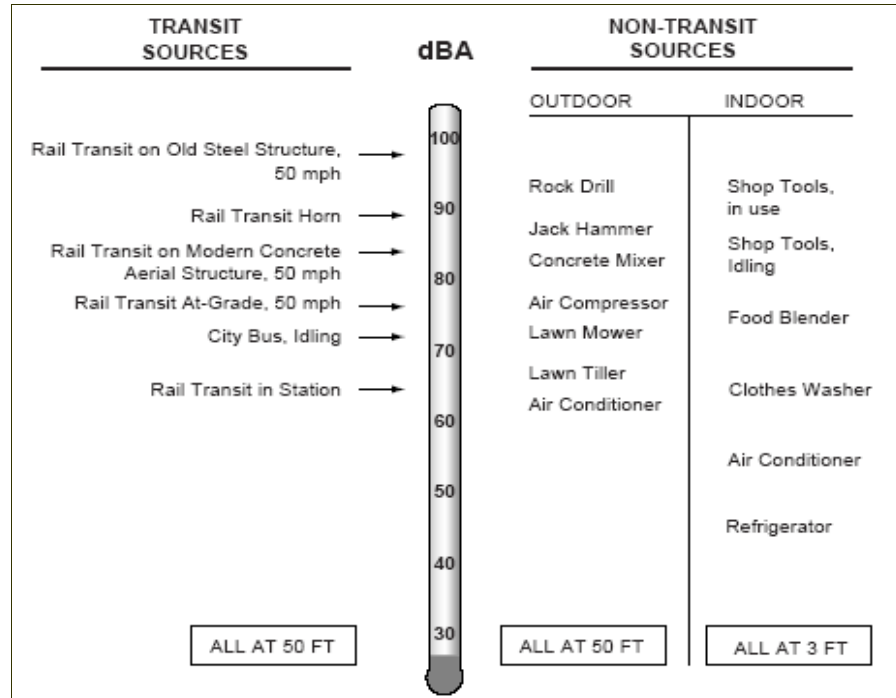 TRANSIT
SOURCES
dBA
NON-TRANSIT
SOURCES
OUTDOOR
INDOOR
Rail Transit on Old Steel Structure,
50 mph
Rail Transit Horn
Rail Transit on Modern Concrete
Aerial Structure, 50 mph
Rail Transit At-Grade, 50 mph
City Bus, Idling
Rail Transit in Station
100
90
80
70
60
50
40
30
Rock Drill
Jack Hammer
Concrete Mixer
Air Compressor
Lawn Mower
Lawn Tiller
Air Conditioner
Shop Tools,
in use
Shop Tools,
Idling
Food Blender
Clothes Washer
Air Conditioner
Refrigerator
ALL AT 50 FT
ALL AT 50 FT
ALL AT 3 FT